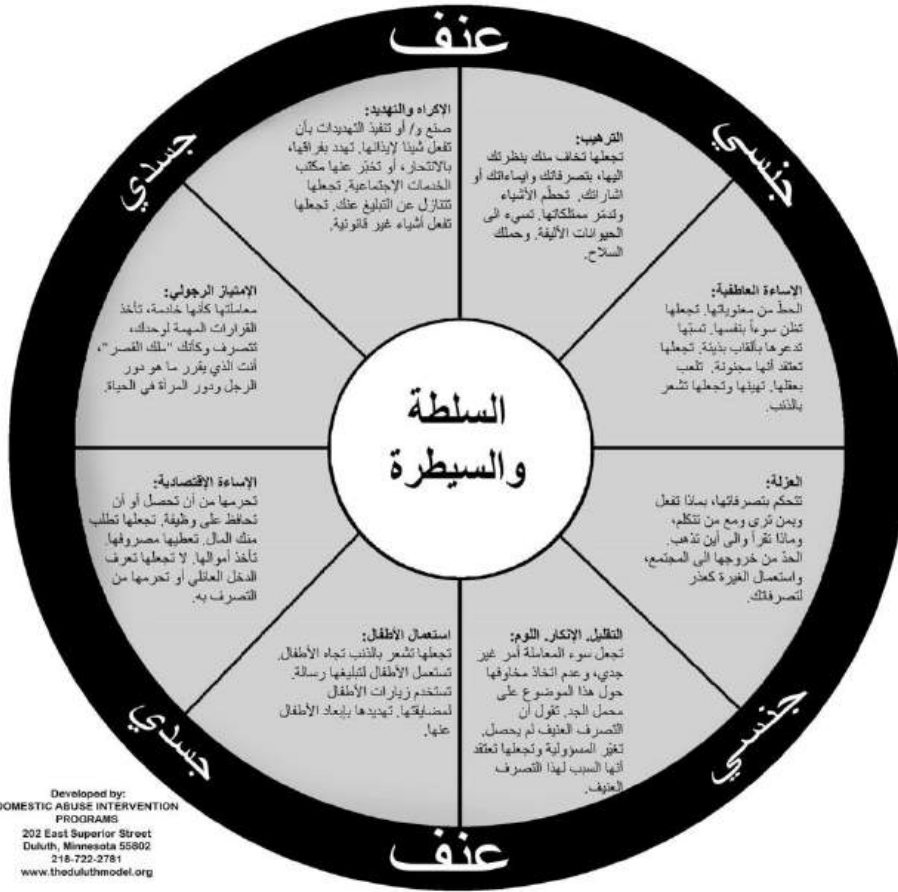 عنف
جسدي
جنسي
الاكراه والتهديد:
صنع و/ أو تنفيذ التهديدات بأن
تفعل شيئا لإيذائها. تهدد بفراقها،
بالانتحار، أو تخبّر عنها مكتب
الخدمات الإجتماعية. تجعلها
تتنازل عن التبليغ عنك. تجعلها
تفعل أشياء غير قانونية.
الترهيب:
تجعلها تخاف منك بنظرتك
اليها، بتصرفاتك وايماءاتك أو
اشاراتك. تحطّم الأشياء
وتدمّر ممتلكاتها. تسيء الى
الحيوانات الأليفة. وحملك
السلاح.
الإمتياز الرجولي:
معاملتها كأنها خادمة، تأخذ
القرارات المهمة لوحدك،
تتصرف وكأنك "ملك القصر"،
أنت الذي يقرر ما هو دور
الرجل ودور المرأة في الحياة.
الاساءة العاطفية:
الحطّ من معنوياتها. تجعلها
تظن سوءاً بنفسها. تسبّها
تدعوها بألقاب بذيئة. تجعلها
تعتقد أنها مجنونة. تلعب
بعقلها. تهينها وتجعلها تشعر
بالذنب.
السلطة
والسيطرة
الإساءة الإقتصادية:
تحرمها من أن تحصل أو أن
تحافظ على وظيفة. تجعلها تطلب
منك المال. تعطيها مصروفها.
تأخذ أموالها. لا تجعلها تعرف
الدخل العائلي أو تحرمها من
التصرف به.
العزلة:
تتحكم بتصرفاتها، بماذا تفعل
وبمن ترى ومع من تتكلم،
وماذا تقرأ والى أين تذهب.
الحدّ من خروجها الى المجتمع،
واستعمال الغيرة كعذر
لتصرفاتك.
استعمال الأطفال:
تجعلها تشعر بالذنب تجاه الأطفال.
تستعمل الأطفال لتبليغها رسالة.
تستخدم زيارات الأطفال
لمضايقتها. تهديدها بإبعاد الأطفال
عنها.
التقليل. الإنكار. اللوم:
تجعل سوء المعاملة أمر غير
جدي، وعدم اتخاذ مخاوفها
حول هذا الموضوع على
محمل الجد. تقول أن
التصرف العنيف لم يحصل.
تغيّر المسؤولية وتجعلها تعتقد
أنها السبب لهذا التصرف
العنيف.
جسدي
جنسي
عنف
Developed by:
DOMESTIC ABUSE INTERVENTION
PROGRAMS
202 East Superior Street
Duluth, Minnesota 55802
218-722-2781
www.theduluthmodel.org